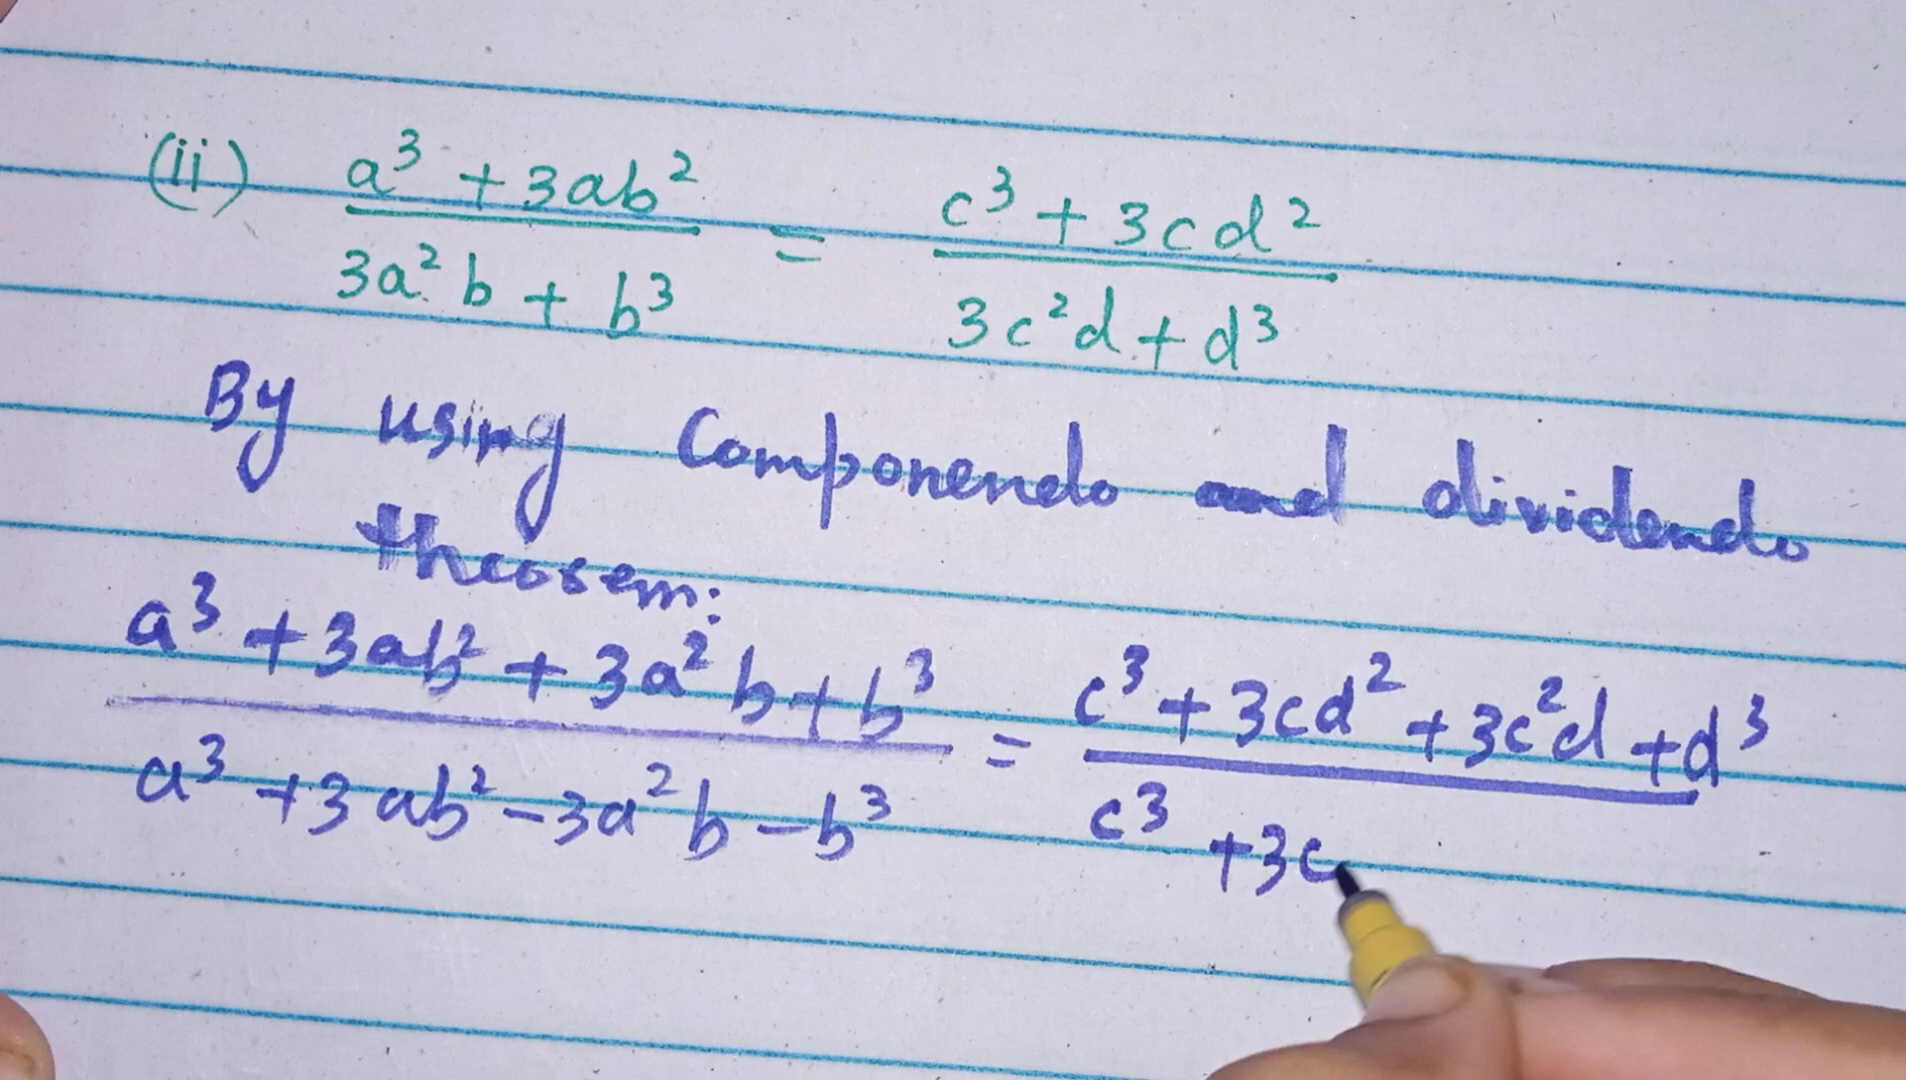 (ii) a³ + 3ab² / 3a²b + b³ = c³ + 3cd² / 3c²d + d³
By using Componendo and dividendo
theorem:
a³ + 3ab² + 3a²b + b³ / a³ + 3ab² - 3a²b - b³ = c³ + 3cd² + 3c²d + d³ / c³ + 3c